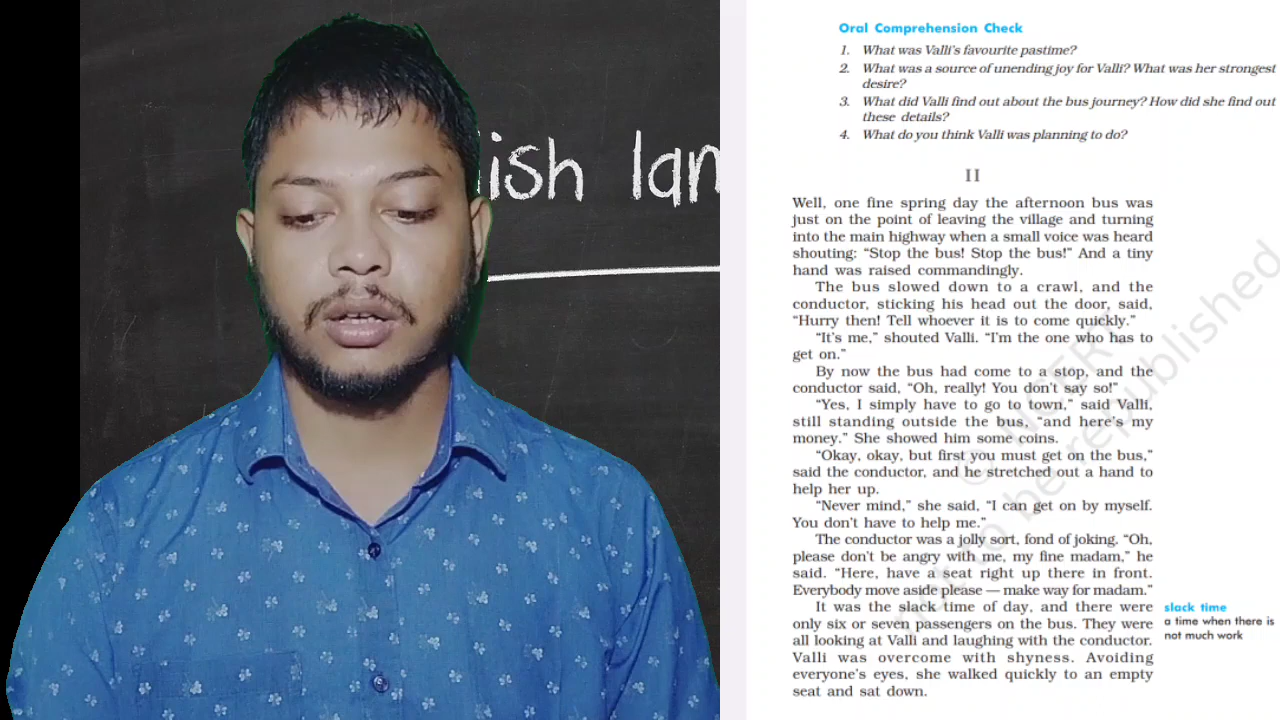 ish lan
Oral Comprehension Check
1. What was Valli's favourite pastime?
2. What was a source of unending joy for Valli? What was her strongest
desire?
3. What did Valli find out about the bus journey? How did she find out
these details?
4. What do you think Valli was planning to do?
II
Well, one fine spring day the afternoon bus was
just on the point of leaving the village and turning
into the main highway when a small voice was heard
shouting: “Stop the bus! Stop the bus!” And a tiny
hand was raised commandingly.
The bus slowed down to a crawl, and the
conductor, sticking his head out the door, said,
“Hurry then! Tell whoever it is to come quickly.”
“It's me,” shouted Valli. “I'm the one who has to
get on.”
By now the bus had come to a stop, and the
conductor said, “Oh, really! You don't say so!”
“Yes, I simply have to go to town,” said Valli,
still standing outside the bus, “and here's my
money.” She showed him some coins.
“Okay, okay, but first you must get on the bus,”
said the conductor, and he stretched out a hand to
help her up.
“Never mind,” she said, “I can get on by myself.
You don't have to help me.”
The conductor was a jolly sort, fond of joking. “Oh,
please don't be angry with me, my fine madam,” he
said. “Here, have a seat right up there in front.
Everybody move aside please — make way for madam.”
It was the slack time of day, and there were
only six or seven passengers on the bus. They were
all looking at Valli and laughing with the conductor.
Valli was overcome with shyness. Avoiding
everyone's eyes, she walked quickly to an empty
seat and sat down.
slack time
a time when there is
not much work
© NCERT
not to be republished